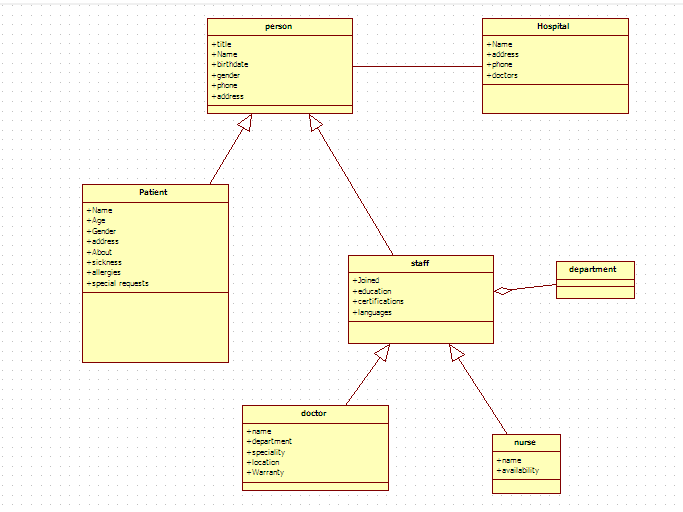 person
+title
+Name
+birthdate
+gender
+phone
+address
Hospital
+Name
+address
+phone
+doctors
Patient
+Name
+Age
+Gender
+address
+About
+sickness
+allergies
+special requests
staff
+Joined
+education
+certifications
+languages
department
doctor
+name
+department
+speciality
+location
+Warranty
nurse
+name
+availability